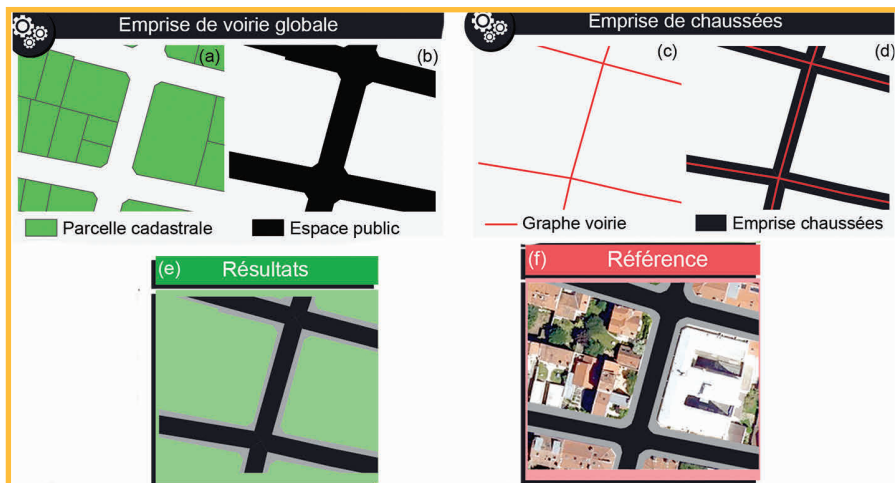 Emprise de voirie globale
Emprise de chaussées
(a)
(b)
(c)
(d)
Parcelle cadastrale
Espace public
Graphe voirie
Emprise chaussées
(e) Résultats
(f) Référence